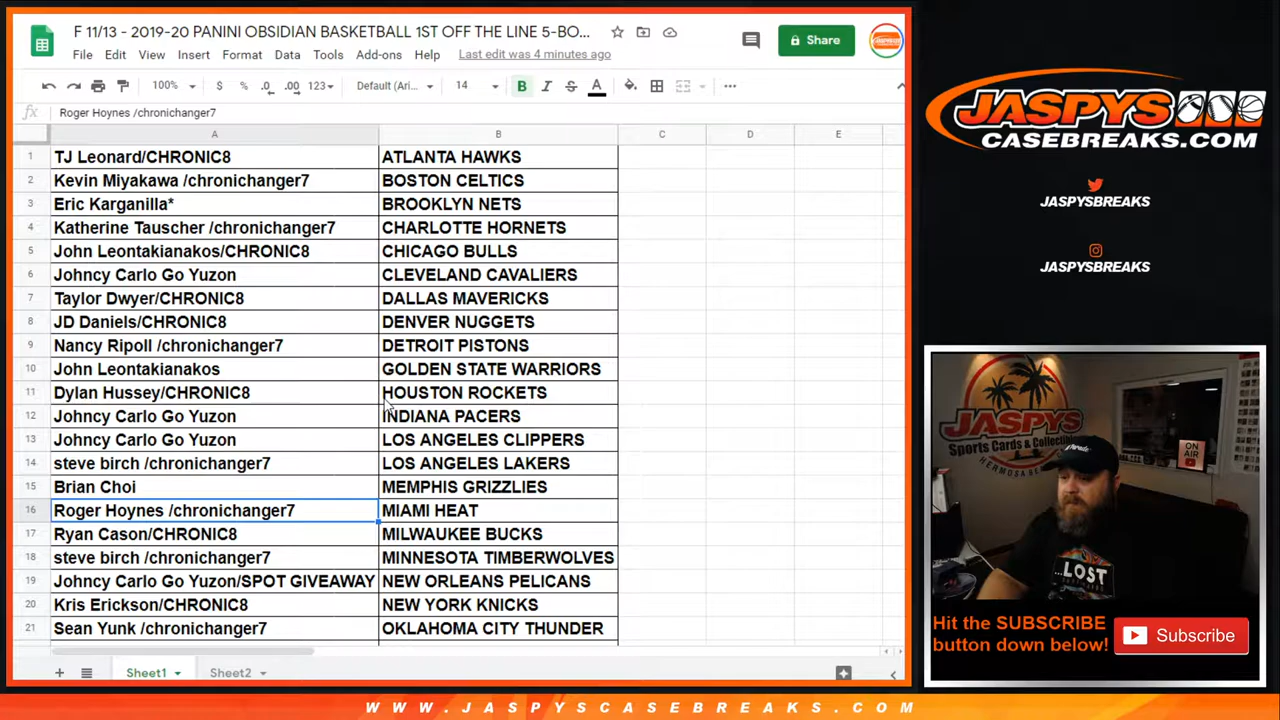 F 11/13 - 2019-20 PANINI OBSIDIAN BASKETBALL 1ST OFF THE LINE 5-BO...
Share
File Edit View Insert Format Data Tools Add-ons Help Last edit was 4 minutes ago
100% $ % .0 .00 123 Default (Ari... 14 B I S A
fx Roger Hoynes /chronichanger7
A B C D E
1 TJ Leonard/CHRONIC8 ATLANTA HAWKS
2 Kevin Miyakawa /chronichanger7 BOSTON CELTICS
3 Eric Karganilla* BROOKLYN NETS
4 Katherine Tauscher /chronichanger7 CHARLOTTE HORNETS
5 John Leontakianakos/CHRONIC8 CHICAGO BULLS
6 Johncy Carlo Go Yuzon CLEVELAND CAVALIERS
7 Taylor Dwyer/CHRONIC8 DALLAS MAVERICKS
8 JD Daniels/CHRONIC8 DENVER NUGGETS
9 Nancy Ripoll /chronichanger7 DETROIT PISTONS
10 John Leontakianakos GOLDEN STATE WARRIORS
11 Dylan Hussey/CHRONIC8 HOUSTON ROCKETS
12 Johncy Carlo Go Yuzon INDIANA PACERS
13 Johncy Carlo Go Yuzon LOS ANGELES CLIPPERS
14 steve birch /chronichanger7 LOS ANGELES LAKERS
15 Brian Choi MEMPHIS GRIZZLIES
16 Roger Hoynes /chronichanger7 MIAMI HEAT
17 Ryan Cason/CHRONIC8 MILWAUKEE BUCKS
18 steve birch /chronichanger7 MINNESOTA TIMBERWOLVES
19 Johncy Carlo Go Yuzon/SPOT GIVEAWAY NEW ORLEANS PELICANS
20 Kris Erickson/CHRONIC8 NEW YORK KNICKS
21 Sean Yunk /chronichanger7 OKLAHOMA CITY THUNDER
Sheet1 Sheet2
JASPYS
CASEBREAKS.COM
JASPYSBREAKS
JASPYSBREAKS
JASPYS
Sports Cards & Collectibles
HERMOSA BEACH
ON AIR
...LOST
Hit the SUBSCRIBE
button down below!
Subscribe
WWW.JASPYSCASEBREAKS.COM